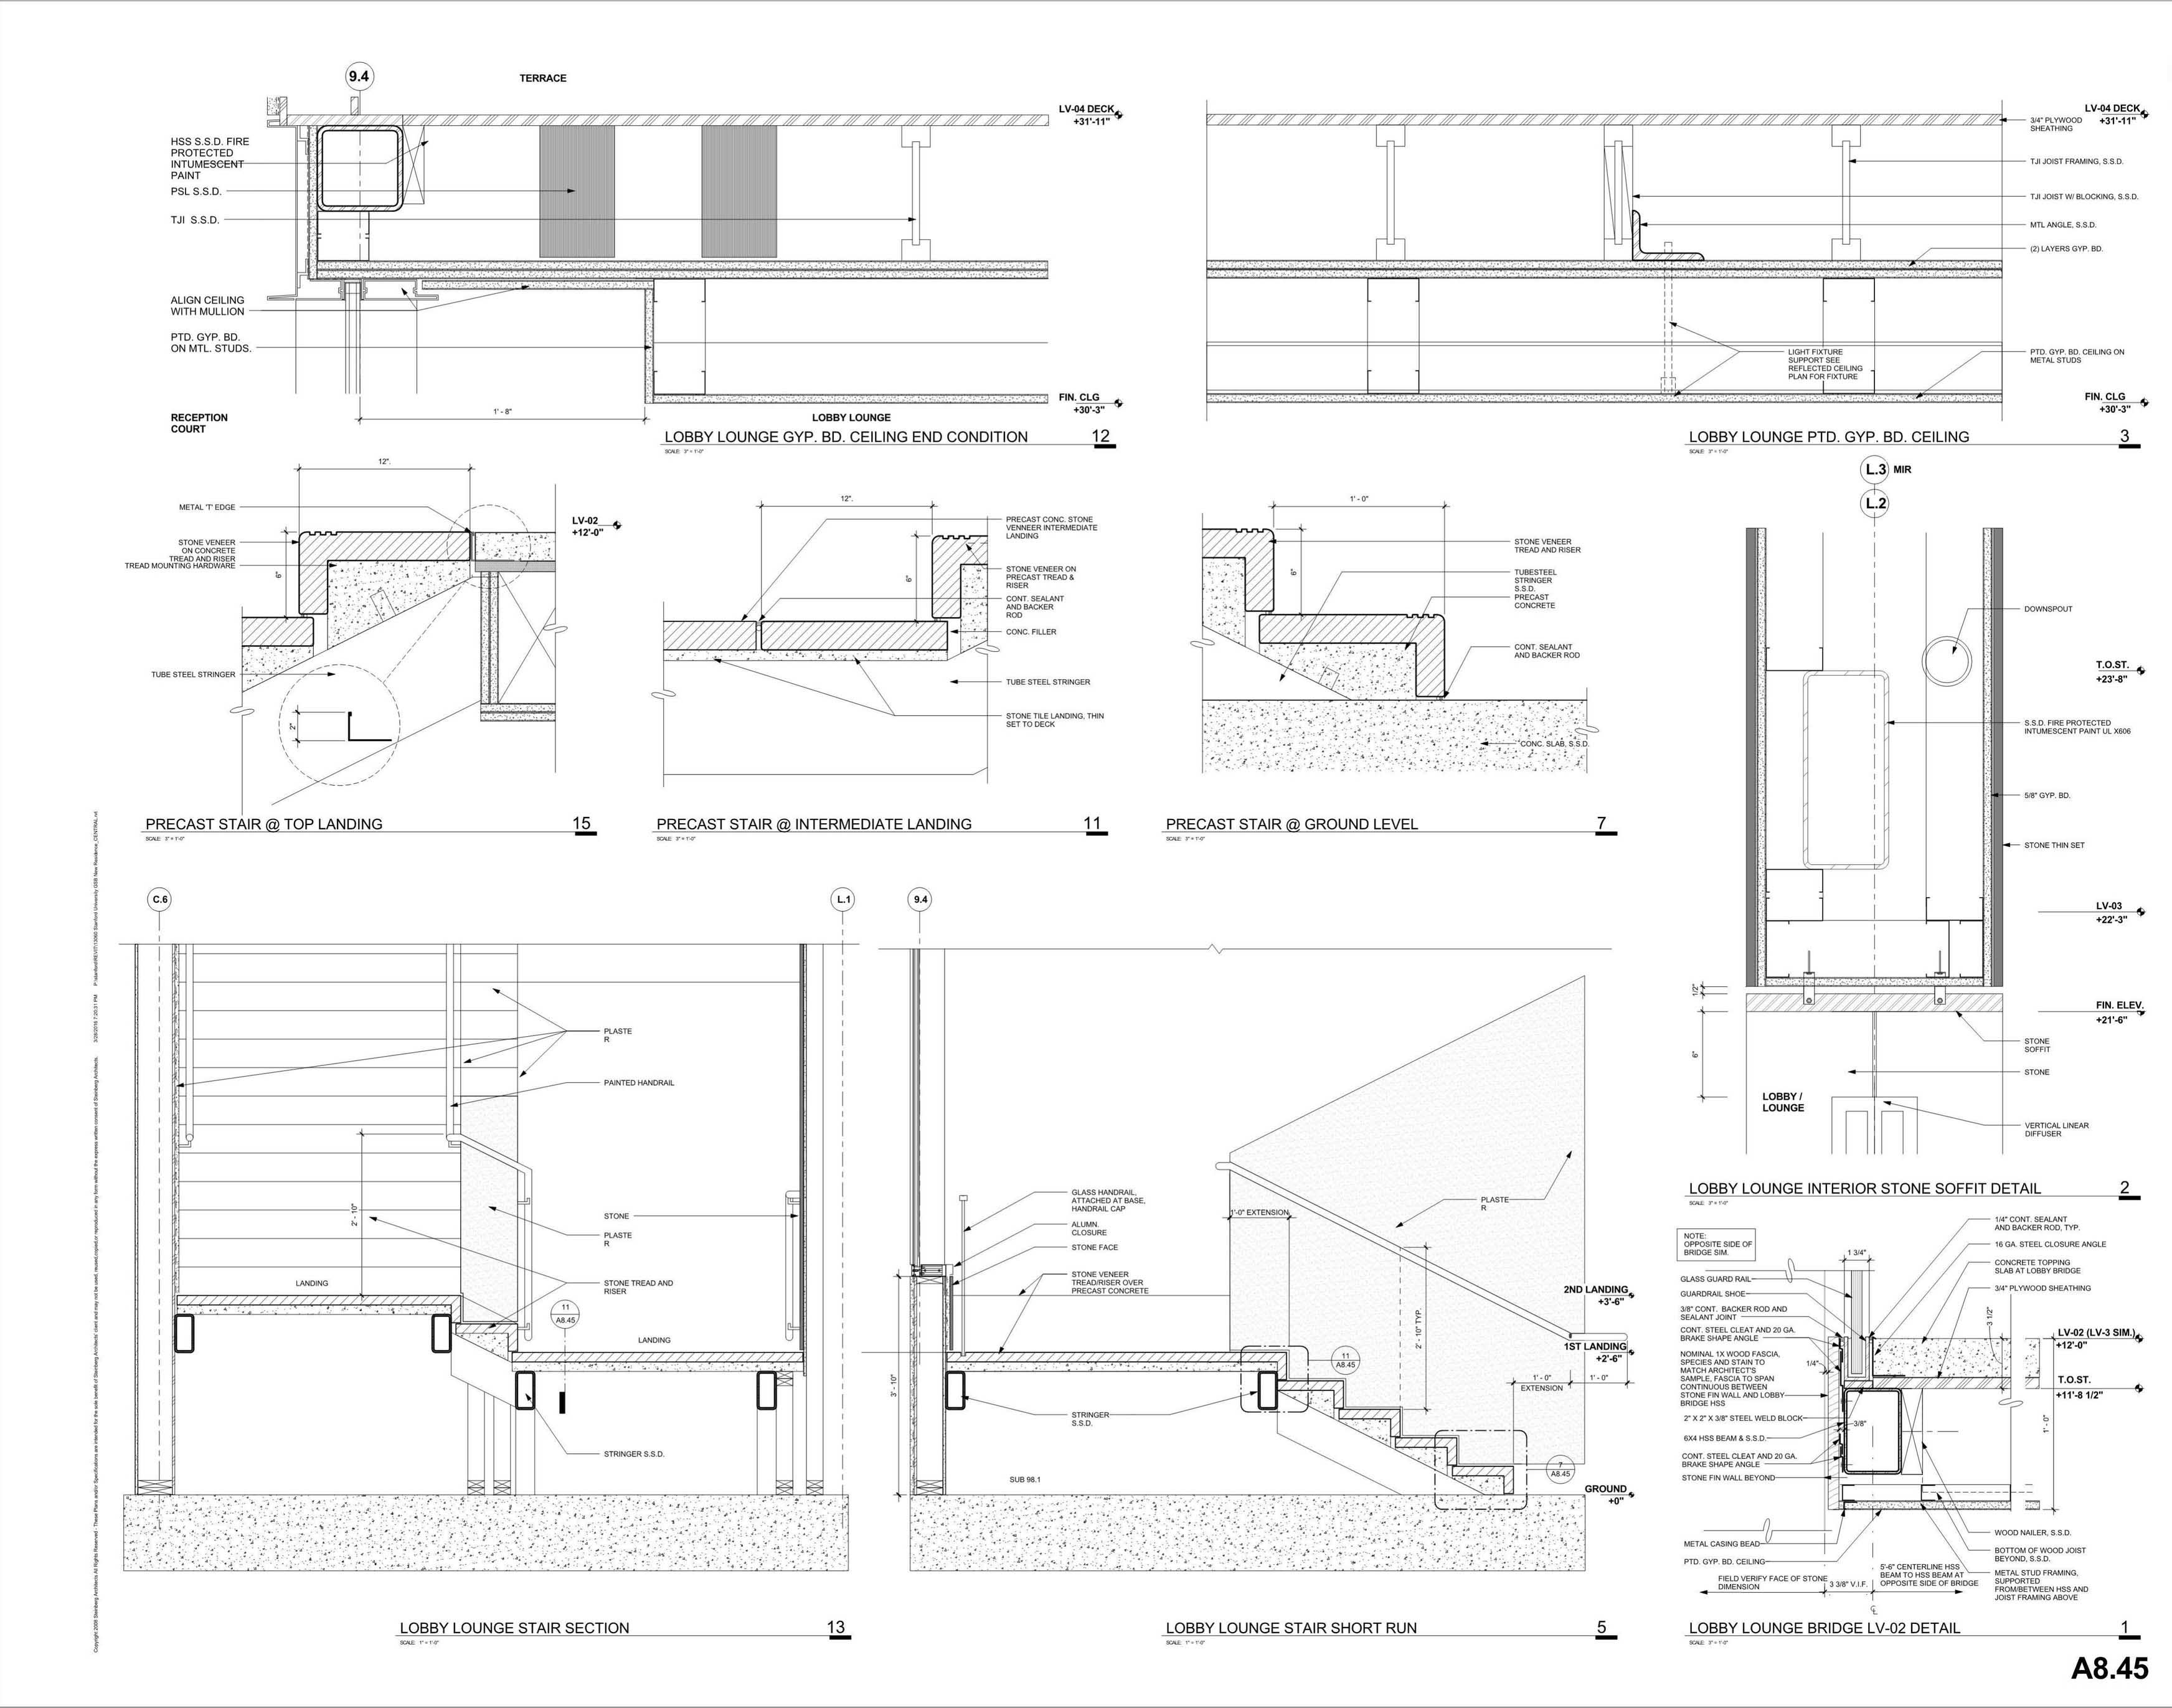 9.4
TERRACE
LV-04 DECK
+31'-11"
HSS S.S.D. FIRE
PROTECTED
INTUMESCENT
PAINT
PSL S.S.D.
TJI S.S.D.
ALIGN CEILING
WITH MULLION
PTD. GYP. BD.
ON MTL. STUDS.
RECEPTION
COURT
1' - 8"
LOBBY LOUNGE
FIN. CLG
+30'-3"
LOBBY LOUNGE GYP. BD. CEILING END CONDITION 12
SCALE: 3" = 1'-0"
LV-04 DECK
+31'-11"
3/4" PLYWOOD
SHEATHING
TJI JOIST FRAMING, S.S.D.
TJI JOIST W/ BLOCKING, S.S.D.
MTL ANGLE, S.S.D.
(2) LAYERS GYP. BD.
LIGHT FIXTURE
SUPPORT SEE
REFLECTED CEILING
PLAN FOR FIXTURE
PTD. GYP. BD. CEILING ON
METAL STUDS
FIN. CLG
+30'-3"
LOBBY LOUNGE PTD. GYP. BD. CEILING 3
SCALE: 3" = 1'-0"
12".
METAL 'T' EDGE
STONE VENEER
ON CONCRETE
TREAD AND RISER
TREAD MOUNTING HARDWARE
6"
LV-02
+12'-0"
TUBE STEEL STRINGER
2"
PRECAST STAIR @ TOP LANDING 15
SCALE: 3" = 1'-0"
12".
PRECAST CONC. STONE
VENNEER INTERMEDIATE
LANDING
6"
STONE VENEER ON
PRECAST TREAD &
RISER
CONT. SEALANT
AND BACKER
ROD
CONC. FILLER
TUBE STEEL STRINGER
STONE TILE LANDING, THIN
SET TO DECK
PRECAST STAIR @ INTERMEDIATE LANDING 11
SCALE: 3" = 1'-0"
1' - 0"
6"
STONE VENEER
TREAD AND RISER
TUBESTEEL
STRINGER
S.S.D.
PRECAST
CONCRETE
CONT. SEALANT
AND BACKER ROD
CONC. SLAB, S.S.D.
PRECAST STAIR @ GROUND LEVEL 7
SCALE: 3" = 1'-0"
L.3 MIR
L.2
DOWNSPOUT
T.O.ST.
+23'-8"
S.S.D. FIRE PROTECTED
INTUMESCENT PAINT UL X606
5/8" GYP. BD.
STONE THIN SET
LV-03
+22'-3"
1/2"
FIN. ELEV.
+21'-6"
6"
STONE
SOFFIT
STONE
LOBBY /
LOUNGE
VERTICAL LINEAR
DIFFUSER
LOBBY LOUNGE INTERIOR STONE SOFFIT DETAIL 2
SCALE: 3" = 1'-0"
C.6
L.1
PLASTE
R
PAINTED HANDRAIL
2' - 10"
STONE
PLASTE
R
LANDING
STONE TREAD AND
RISER
11
A8.45
LANDING
STRINGER S.S.D.
LOBBY LOUNGE STAIR SECTION 13
SCALE: 1" = 1'-0"
9.4
GLASS HANDRAIL,
ATTACHED AT BASE,
HANDRAIL CAP
ALUMN.
CLOSURE
STONE FACE
STONE VENEER
TREAD/RISER OVER
PRECAST CONCRETE
1'-0" EXTENSION
PLASTE
R
2ND LANDING
+3'-6"
1ST LANDING
+2'-6"
2' - 10" TYP.
11
A8.45
1' - 0"
EXTENSION
1' - 0"
3' - 10"
STRINGER
S.S.D.
SUB 98.1
7
A8.45
GROUND
+0"
LOBBY LOUNGE STAIR SHORT RUN 5
SCALE: 1" = 1'-0"
NOTE:
OPPOSITE SIDE OF
BRIDGE SIM.
1 3/4"
1/4" CONT. SEALANT
AND BACKER ROD, TYP.
16 GA. STEEL CLOSURE ANGLE
CONCRETE TOPPING
SLAB AT LOBBY BRIDGE
3/4" PLYWOOD SHEATHING
GLASS GUARD RAIL
GUARDRAIL SHOE
3/8" CONT. BACKER ROD AND
SEALANT JOINT
CONT. STEEL CLEAT AND 20 GA.
BRAKE SHAPE ANGLE
NOMINAL 1X WOOD FASCIA,
SPECIES AND STAIN TO
MATCH ARCHITECT'S
SAMPLE, FASCIA TO SPAN
CONTINUOUS BETWEEN
STONE FIN WALL AND LOBBY
BRIDGE HSS
1/4"
3 1/2"
LV-02 (LV-3 SIM.)
+12'-0"
T.O.ST.
+11'-8 1/2"
2" X 2" X 3/8" STEEL WELD BLOCK
3/8"
6X4 HSS BEAM & S.S.D.
CONT. STEEL CLEAT AND 20 GA.
BRAKE SHAPE ANGLE
STONE FIN WALL BEYOND
1' - 0"
METAL CASING BEAD
PTD. GYP. BD. CEILING
WOOD NAILER, S.S.D.
BOTTOM OF WOOD JOIST
BEYOND, S.S.D.
METAL STUD FRAMING,
SUPPORTED
FROM/BETWEEN HSS AND
JOIST FRAMING ABOVE
FIELD VERIFY FACE OF STONE
DIMENSION
3 3/8" V.I.F.
5'-6" CENTERLINE HSS
BEAM TO HSS BEAM AT
OPPOSITE SIDE OF BRIDGE
LOBBY LOUNGE BRIDGE LV-02 DETAIL 1
SCALE: 3" = 1'-0"
A8.45